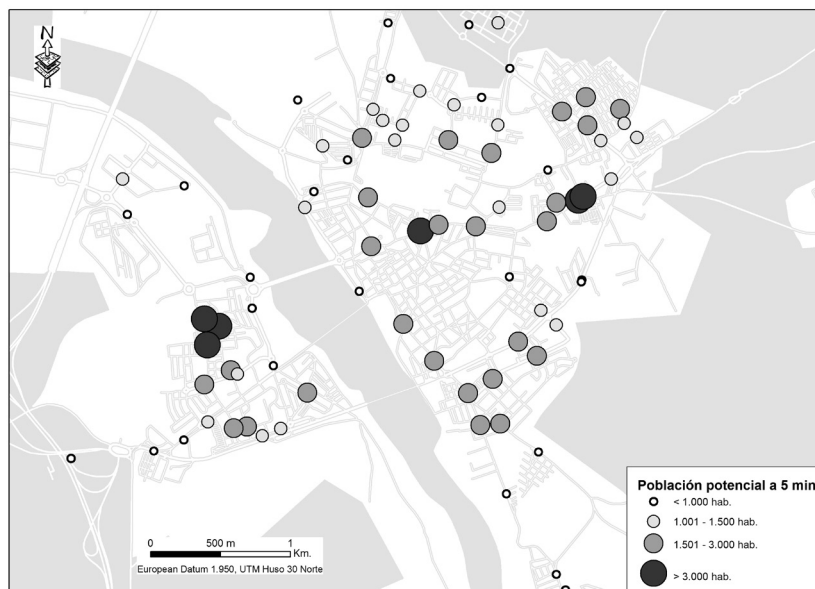 N
Población potencial a 5 min
< 1.000 hab.
1.001 - 1.500 hab.
1.501 - 3.000 hab.
> 3.000 hab.
0 500 m 1
Km.
European Datum 1.950, UTM Huso 30 Norte